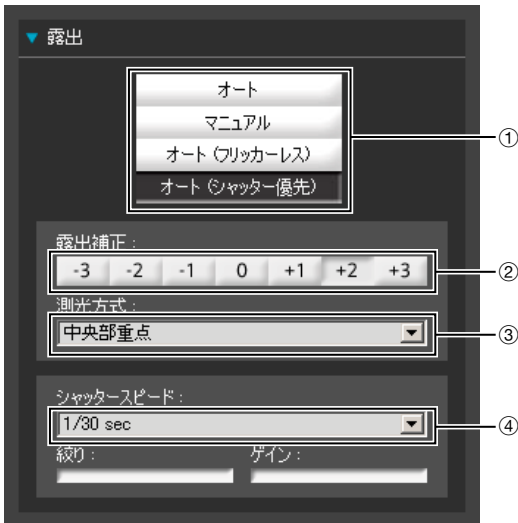 ▼ 露出
オート
マニュアル
オート(フリッカーレス)
オート(シャッター優先)
①
露出補正:
-3 -2 -1 0 +1 +2 +3
②
測光方式:
中央部重点
③
シャッタースピード:
1/30 sec
④
絞り: ゲイン: